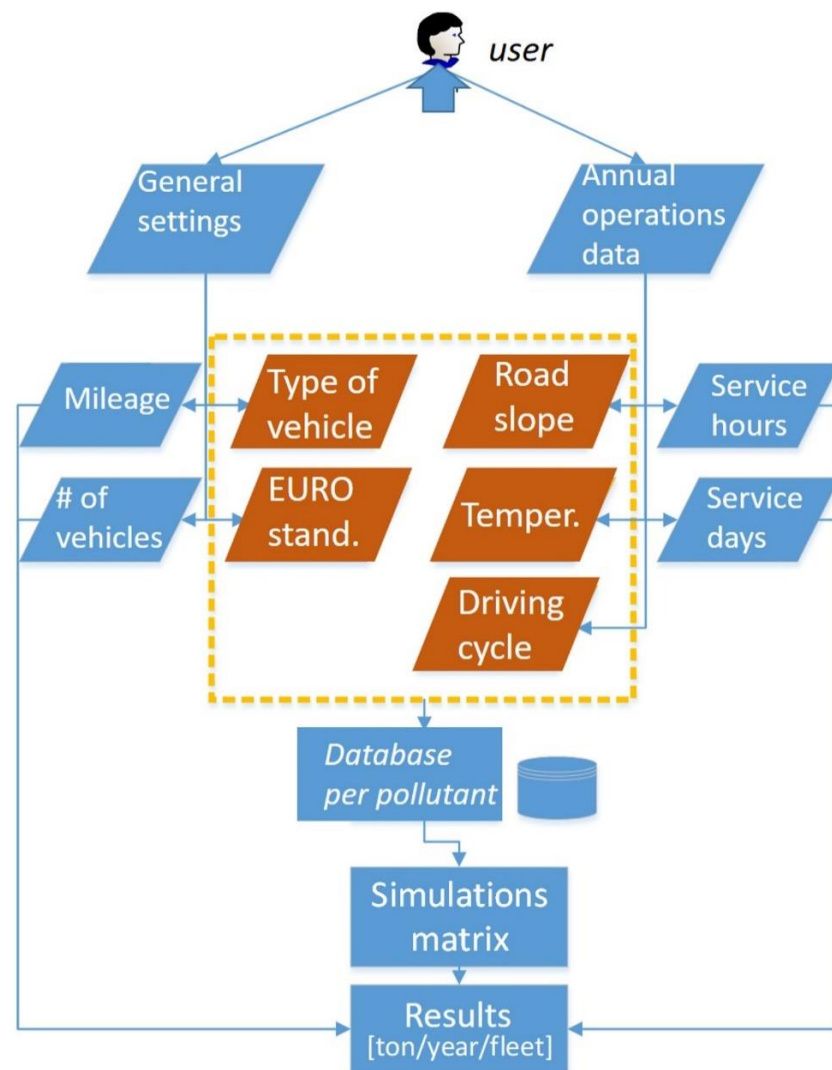 user
General
settings
Annual
operations
data
Mileage
Type of
vehicle
Road
slope
Service
hours
# of
vehicles
EURO
stand.
Temper.
Service
days
Driving
cycle
Database
per pollutant
Simulations
matrix
Results
[ton/year/fleet]